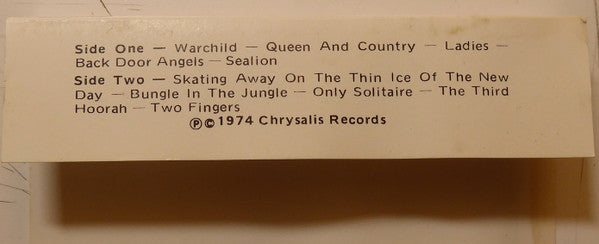 Side One — Warchild — Queen And Country — Ladies —
Back Door Angels — Sealion
Side Two — Skating Away On The Thin Ice Of The New
Day — Bungle In The Jungle — Only Solitaire — The Third
Hoorah — Two Fingers
℗©1974 Chrysalis Records